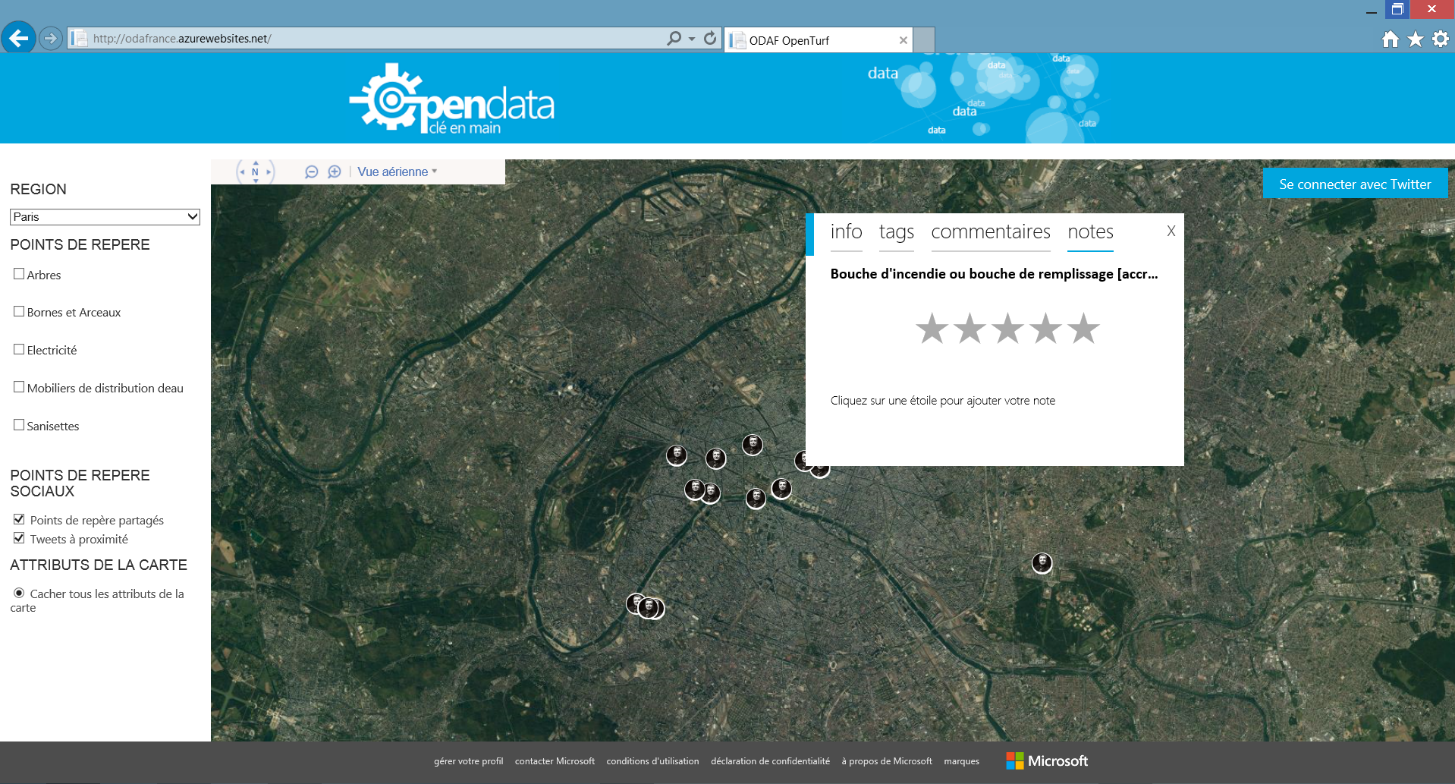 http://odafrance.azurewebsites.net/
ODAF OpenTurf
Opendata
clé en main
data
data
data
data
data
data
data
REGION
Paris
POINTS DE REPERE
Arbres
Bornes et Arceaux
Electricité
Mobiliers de distribution deau
Sanisettes
POINTS DE REPERE
SOCIAUX
Points de repère partagés
Tweets à proximité
ATTRIBUTS DE LA CARTE
Cacher tous les attributs de la
carte
N
Vue aérienne
Se connecter avec Twitter
info tags commentaires notes X
Bouche d'incendie ou bouche de remplissage [accr...
Cliquez sur une étoile pour ajouter votre note
gérer votre profil contacter Microsoft conditions d'utilisation déclaration de confidentialité à propos de Microsoft marques Microsoft